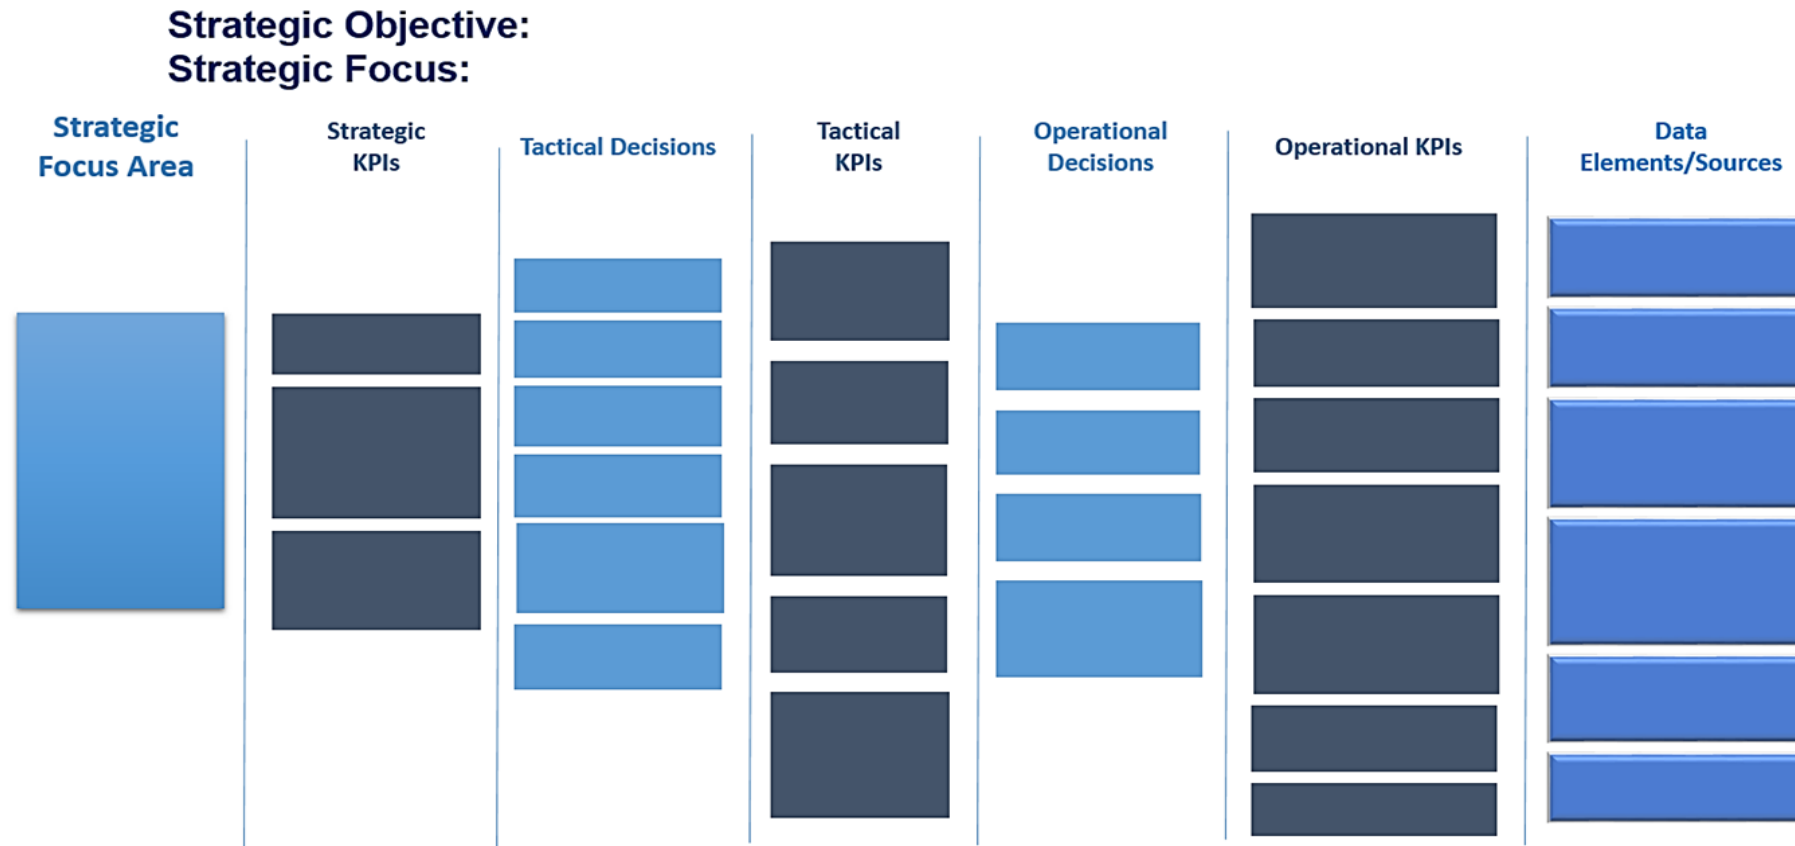 Strategic Objective:
Strategic Focus:
Strategic
Focus Area
Strategic
KPIs
Tactical Decisions
Tactical
KPIs
Operational
Decisions
Operational KPIs
Data
Elements/Sources